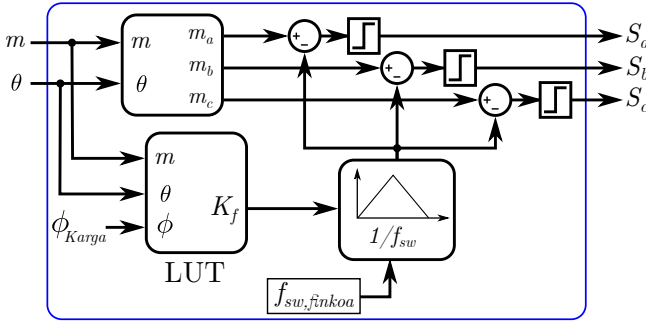 m
θ
m
θ
m_a
m_b
m_c
+
−
+
−
+
−
S_a
S_b
S_c
m
θ
ϕ
K_f
ϕ_Karga
LUT
1/f_sw
f_sw,finkoa